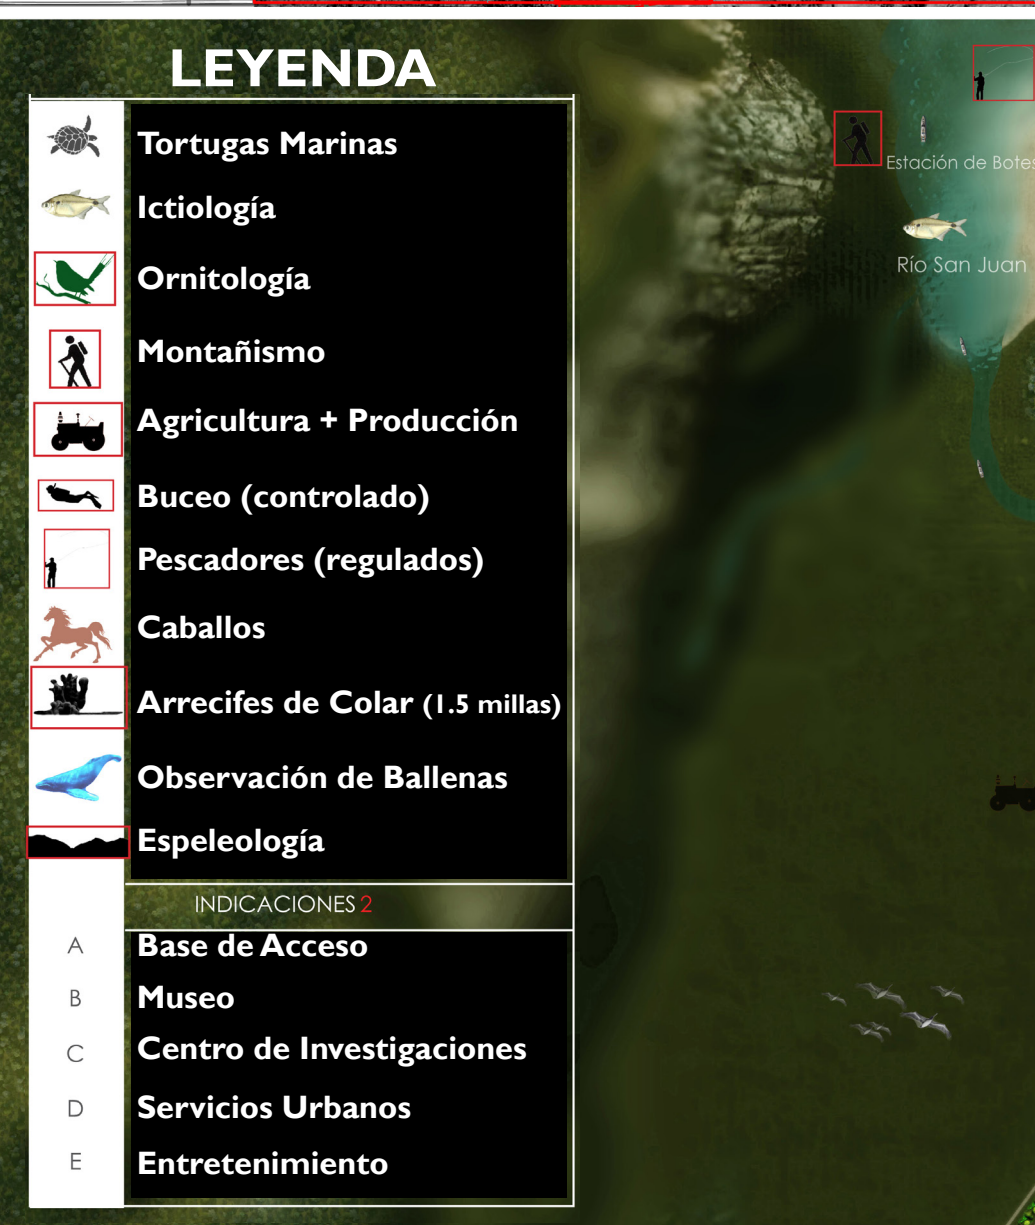 LEYENDA
Tortugas Marinas
Ictiología
Ornitología
Montañismo
Agricultura + Producción
Buceo (controlado)
Pescadores (regulados)
Caballos
Arrecifes de Colar (1.5 millas)
Observación de Ballenas
Espeleología
INDICACIONES 2
A Base de Acceso
B Museo
C Centro de Investigaciones
D Servicios Urbanos
E Entretenimiento
Estación de Botes
Río San Juan